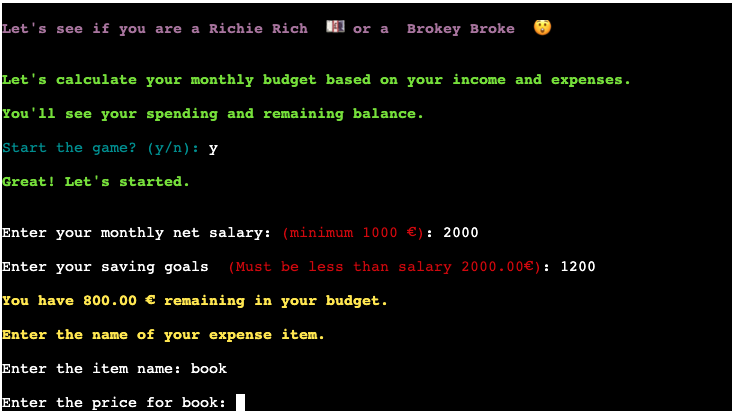 Let's see if you are a Richie Rich 💶 or a Brokey Broke 😲
Let's calculate your monthly budget based on your income and expenses.
You'll see your spending and remaining balance.
Start the game? (y/n): y
Great! Let's started.
Enter your monthly net salary: (minimum 1000 €): 2000
Enter your saving goals (Must be less than salary 2000.00€): 1200
You have 800.00 € remaining in your budget.
Enter the name of your expense item.
Enter the item name: book
Enter the price for book: